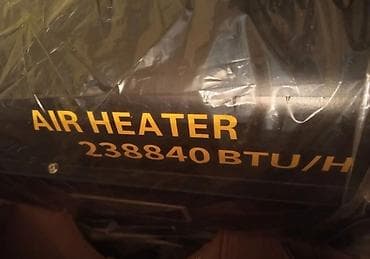 AIR HEATER
238840 BTU/H